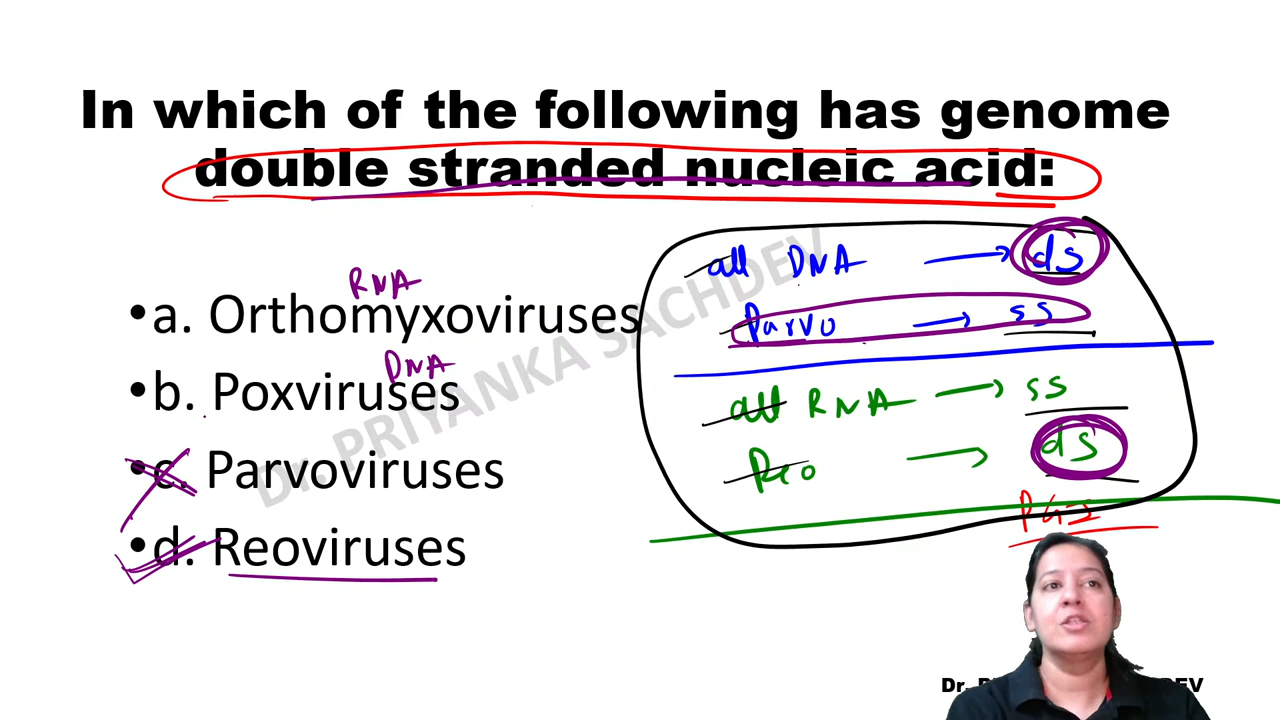 In which of the following has genome
double stranded nucleic acid:
all DNA → ds
RNA
•a. Orthomyxoviruses
Parvo → ss
DNA
•b. Poxviruses
all RNA → ss
•c. Parvoviruses
Reo → ds
•d. Reoviruses
Dr. PRIYANKA SACHDEV
Dr.